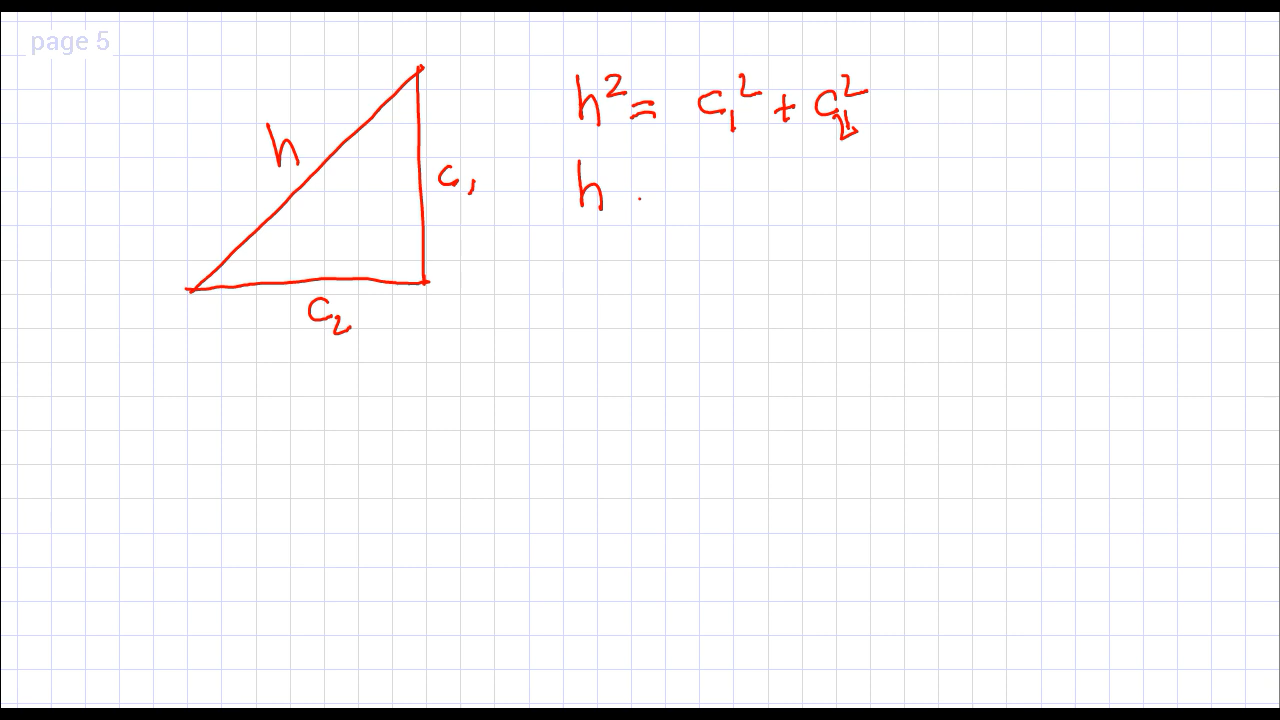 page 5
h² = c₁² + c₂²
h
h
c₁
c₂